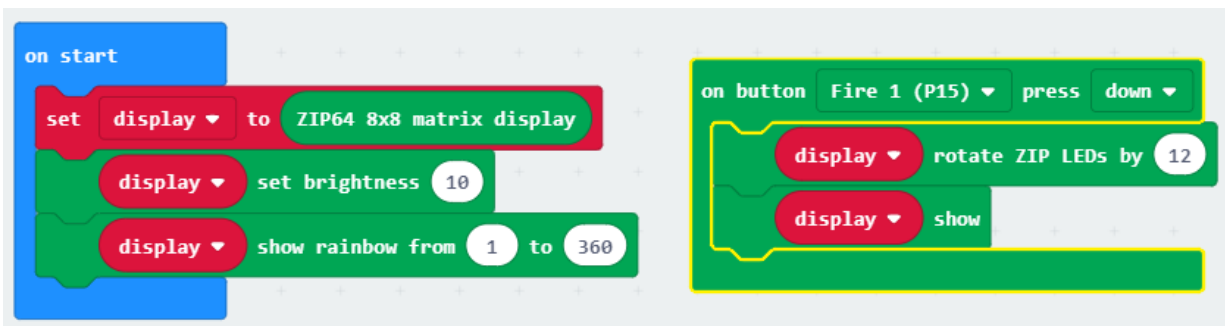 on start
set display to ZIP64 8x8 matrix display
display set brightness 10
display show rainbow from 1 to 360
on button Fire 1 (P15) press down
display rotate ZIP LEDs by 12
display show